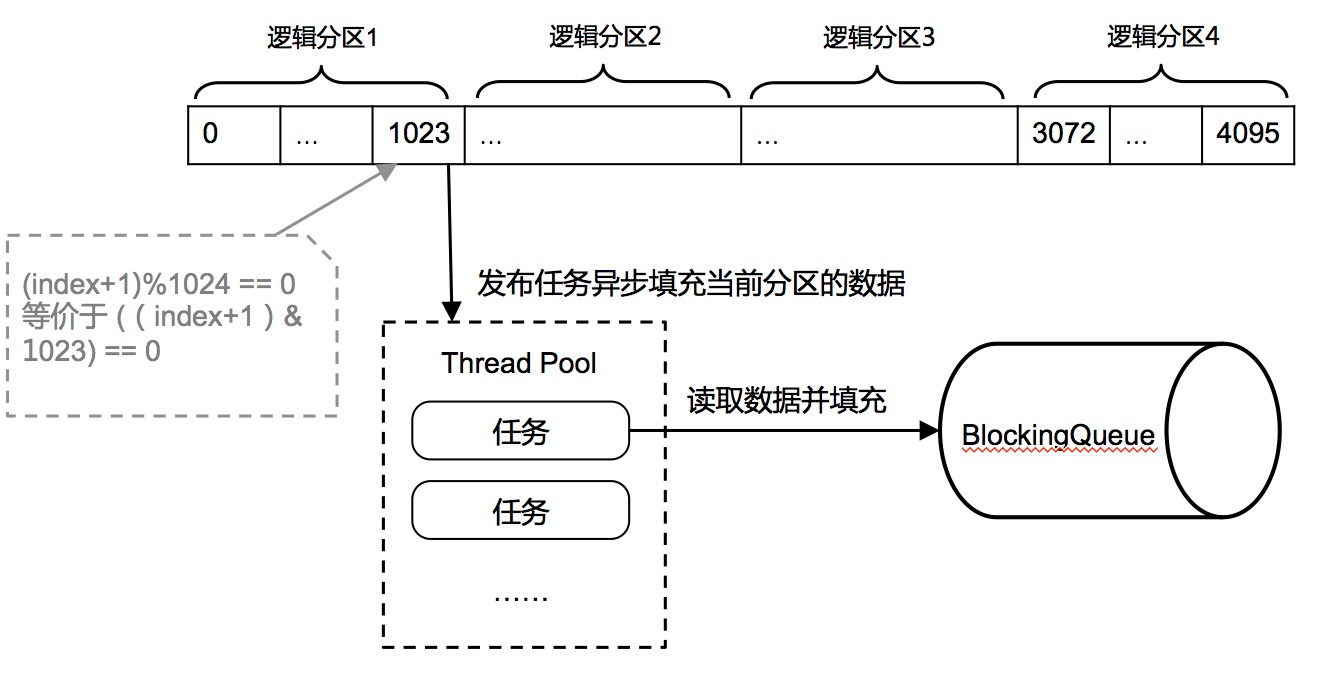 逻辑分区1
逻辑分区2
逻辑分区3
逻辑分区4
0
...
1023
...
...
3072
...
4095
(index+1)%1024 == 0
等价于 ( ( index+1 ) &
1023) == 0
发布任务异步填充当前分区的数据
Thread Pool
任务
读取数据并填充
BlockingQueue
任务
......